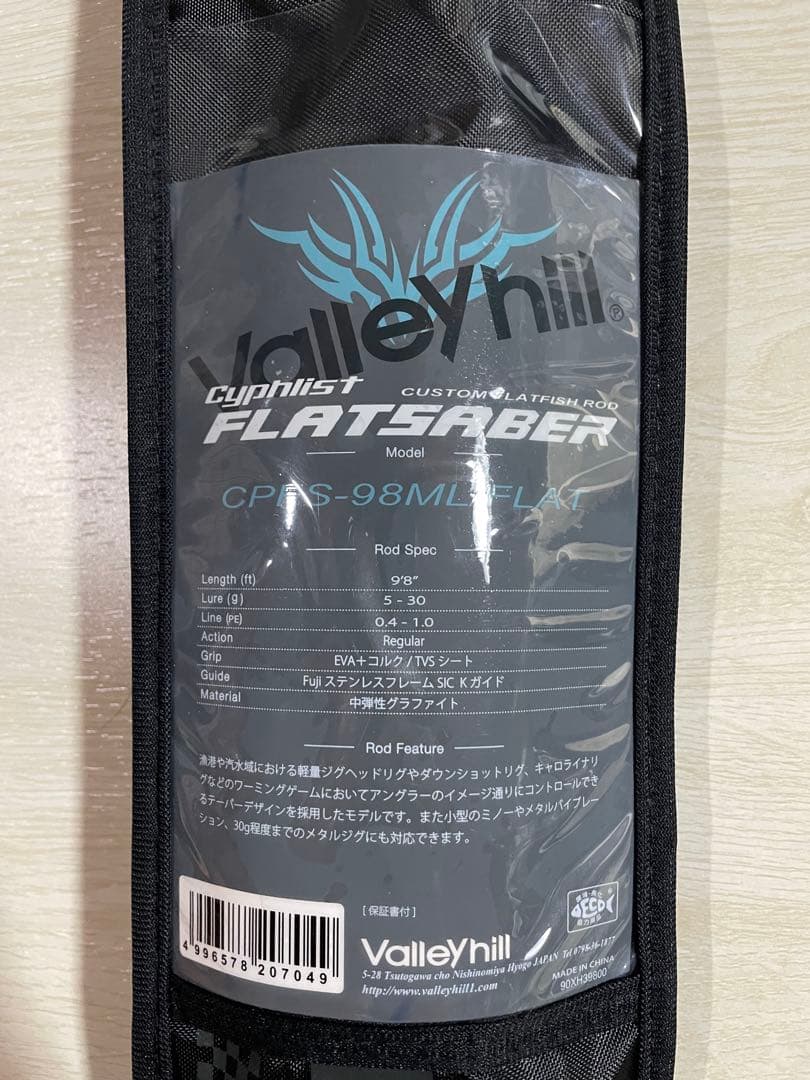 Valleyhill®
Cyphlist
CUSTOM FLATFISH ROD
FLATSABER
Model
CPFS-98ML/FLAT
Rod Spec
Length (ft) 9'8"
Lure (g) 5 - 30
Line (PE) 0.4 - 1.0
Action Regular
Grip EVA+コルク / TVS シート
Guide Fuji ステンレスフレーム SIC Kガイド
Material 中弾性グラファイト
Rod Feature
漁港や汽水域における軽量ジグヘッドリグやダウンショットリグ、キャロライナリ
グなどのワーミングゲームにおいてアングラーのイメージ通りにコントロールでき
るテーパーデザインを採用したモデルです。また小型のミノーやメタルバイブレー
ション、30g程度までのメタルジグにも対応できます。
[保証書付]
Valleyhill
5-28 Tsutogawa cho Nishinomiya Hyogo JAPAN Tel 0798-36-1877
http://www.valleyhill1.com
ECO
MADE IN CHINA
90XH39800
4 996578 207049